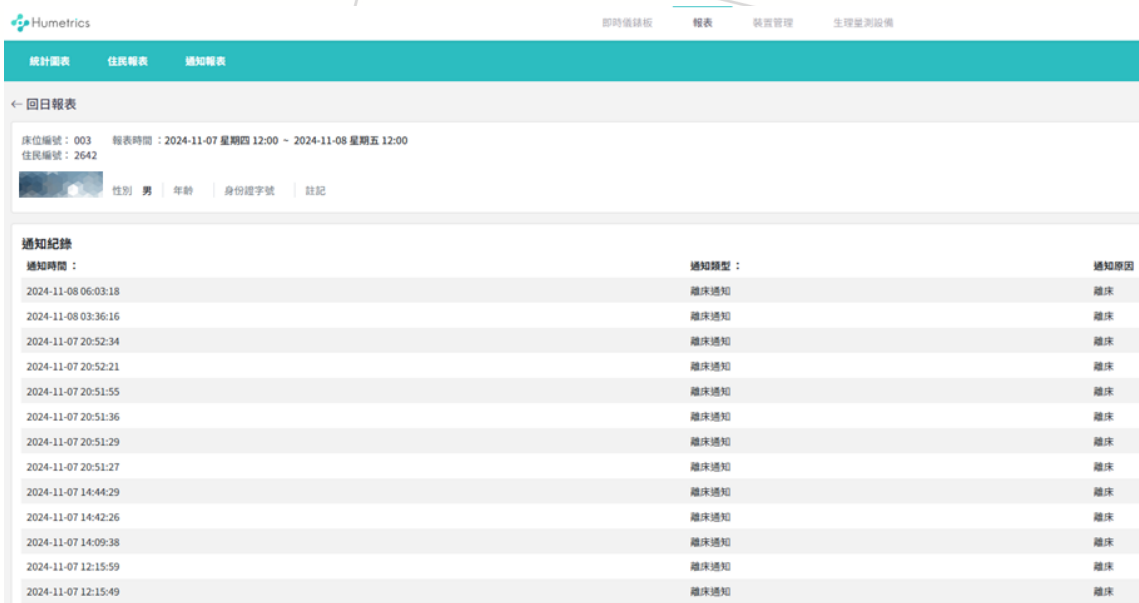 Humetrics
即時儀錶板 報表 裝置管理 生理量測設備
統計圖表 住民報表 通知報表
← 回日報表
床位編號： 003 報表時間 ：2024-11-07 星期四 12:00 ~ 2024-11-08 星期五 12:00
住民編號： 2642
性別 男 年齡 身份證字號 註記
通知紀錄
通知時間 ： 通知類型 ： 通知原因
2024-11-08 06:03:18 離床通知 離床
2024-11-08 03:36:16 離床通知 離床
2024-11-07 20:52:34 離床通知 離床
2024-11-07 20:52:21 離床通知 離床
2024-11-07 20:51:55 離床通知 離床
2024-11-07 20:51:36 離床通知 離床
2024-11-07 20:51:29 離床通知 離床
2024-11-07 20:51:27 離床通知 離床
2024-11-07 14:44:29 離床通知 離床
2024-11-07 14:42:26 離床通知 離床
2024-11-07 14:09:38 離床通知 離床
2024-11-07 12:15:59 離床通知 離床
2024-11-07 12:15:49 離床通知 離床